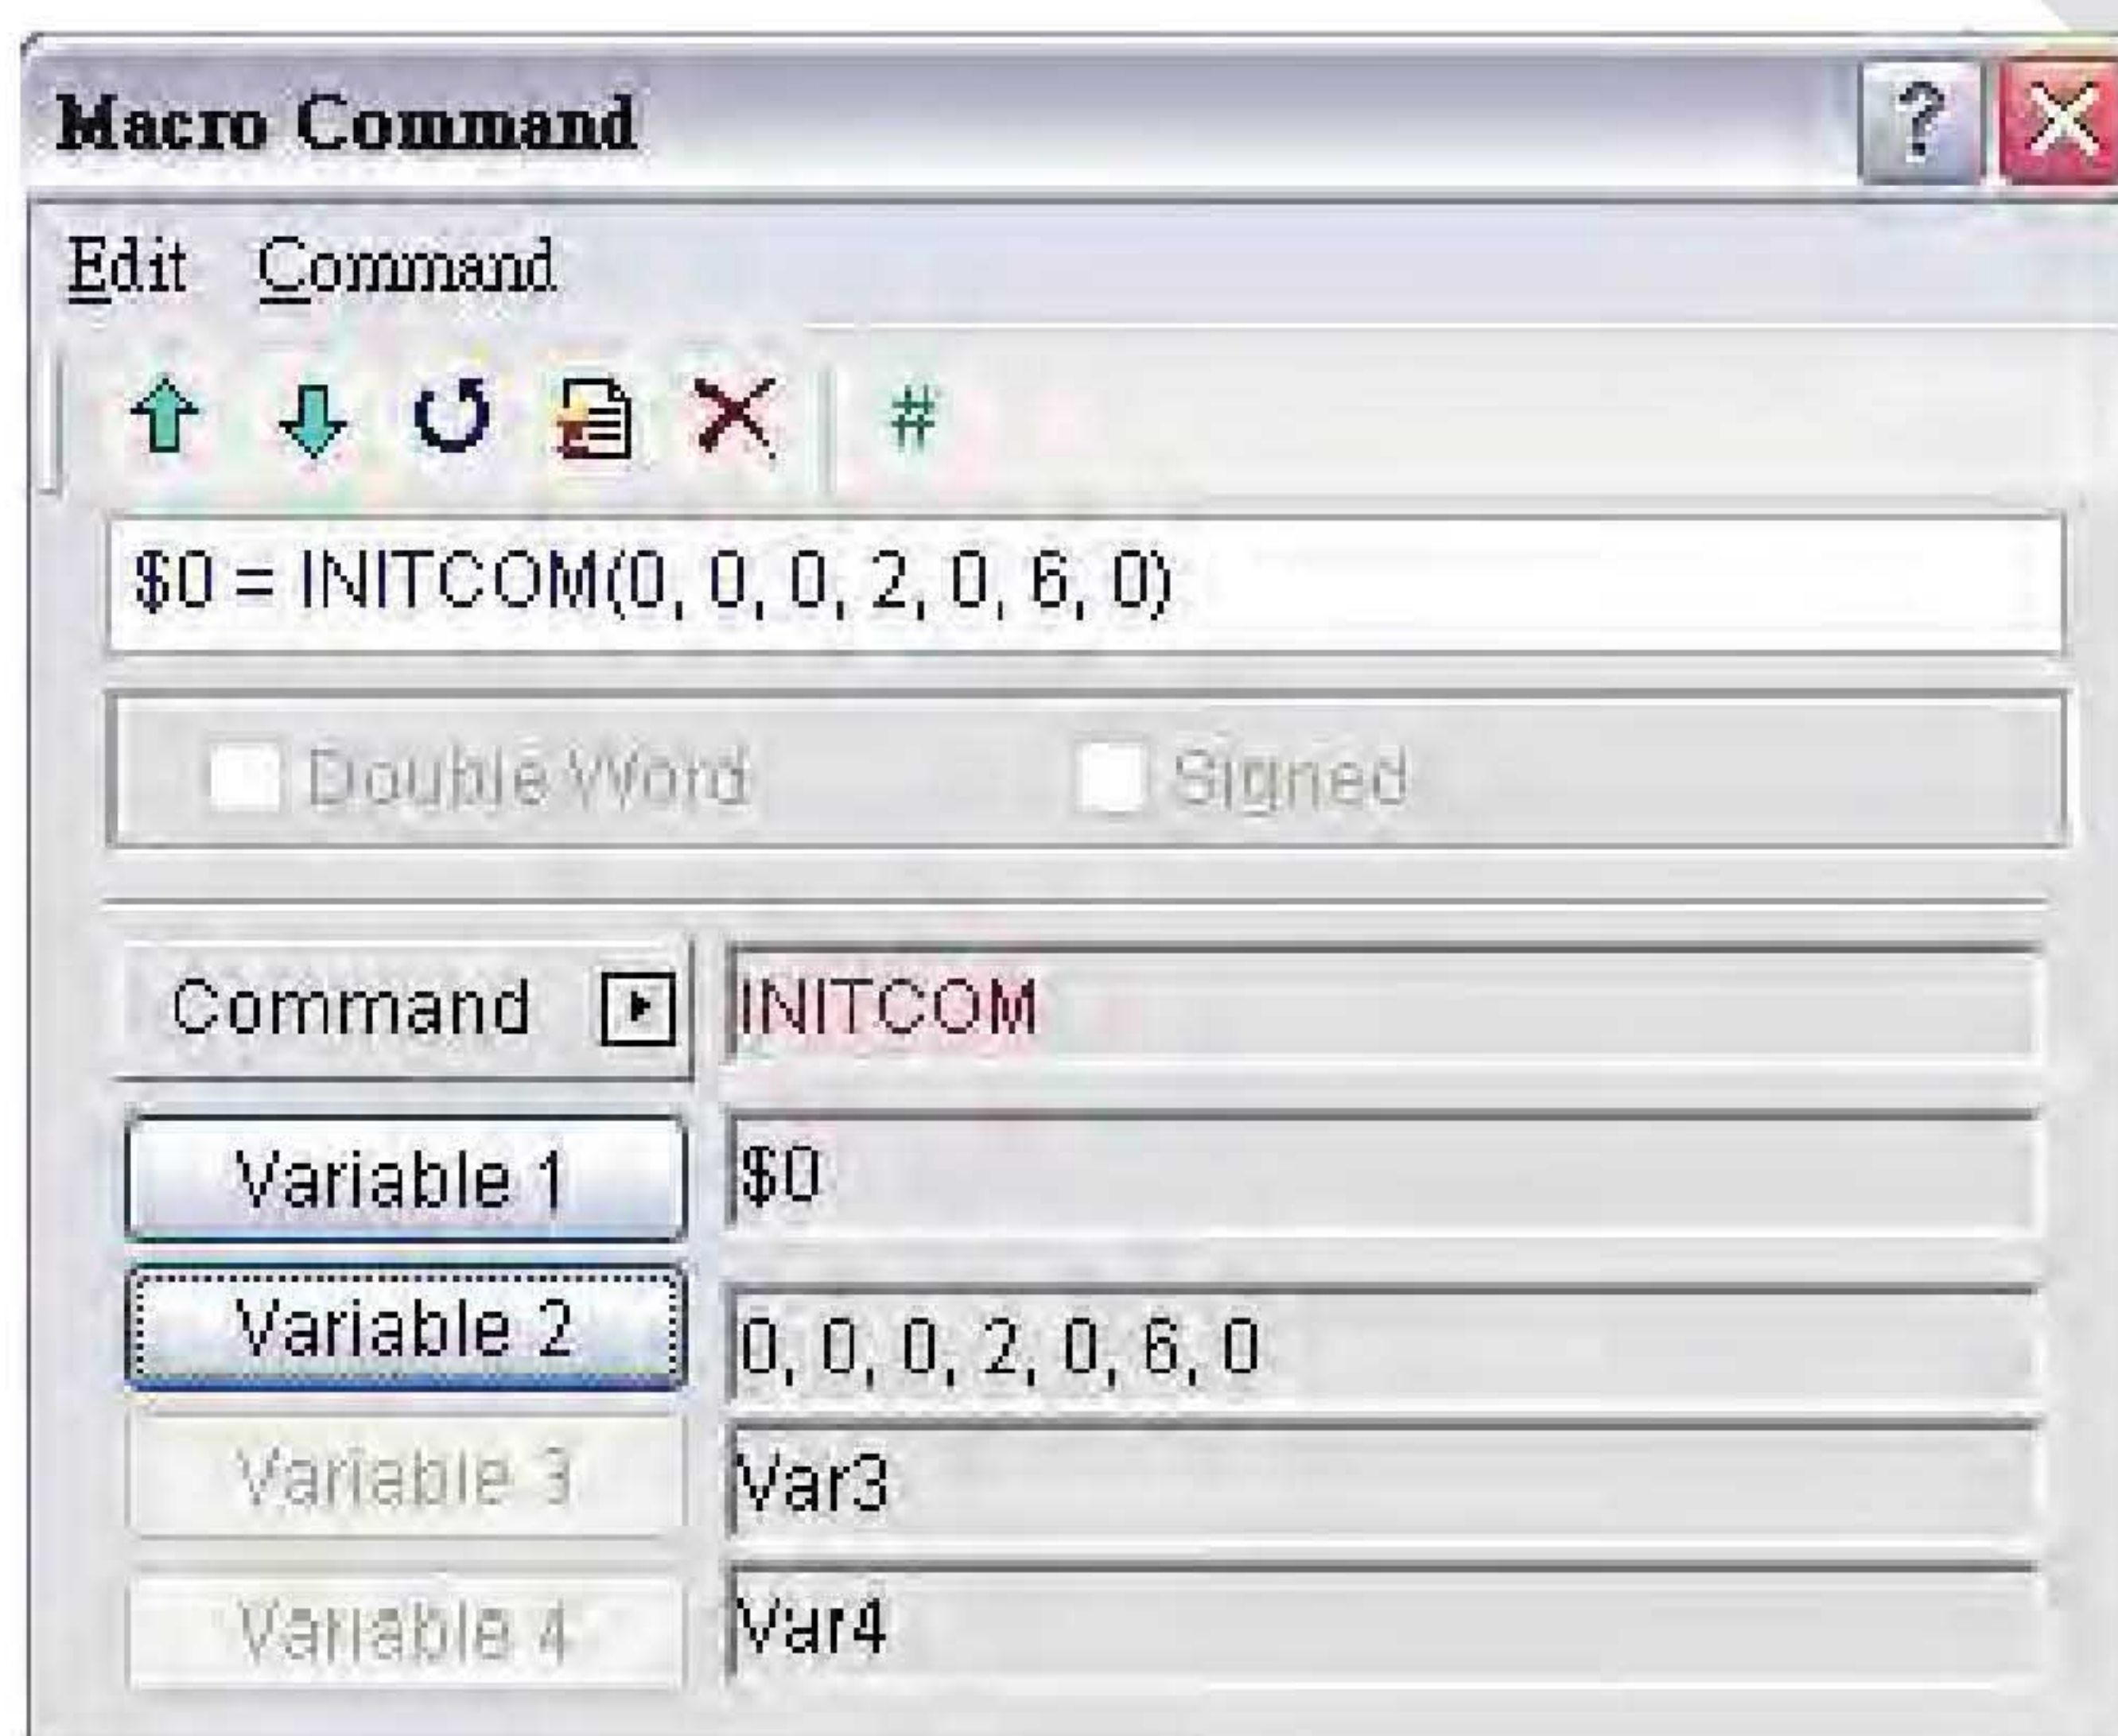 Macro Command
?
Edit Command
#
$0 = INITCOM(0, 0, 0, 2, 0, 6, 0)
Double Word Signed
Command INITCOM
Variable 1 $0
Variable 2 0, 0, 0, 2, 0, 6, 0
Variable 3 Var3
Variable 4 Var4